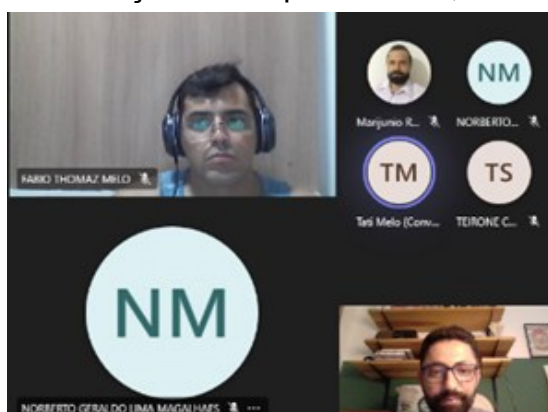 FABIO THOMAZ MELO
NM
Marijunio R...
NORBERTO...
TM
TS
Tati Melo (Conv...
TEIRONE C...
NM
NORBERTO GERALDO LIMA MAGALHAES